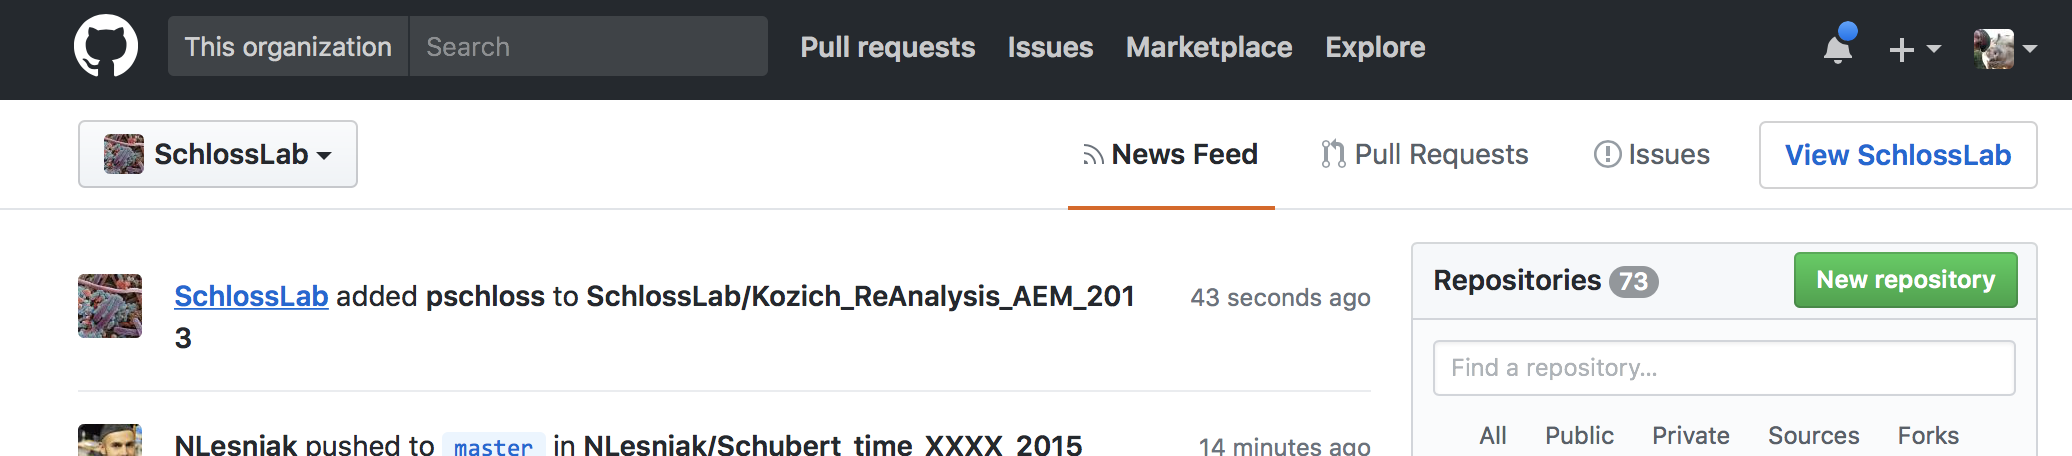 This organization Search Pull requests Issues Marketplace Explore
SchlossLab News Feed Pull Requests Issues View SchlossLab
SchlossLab added pschloss to SchlossLab/Kozich_ReAnalysis_AEM_201 43 seconds ago
3
Repositories 73 New repository
Find a repository...
All Public Private Sources Forks
NLesniak pushed to master in NLesniak/Schubert_time_XXXX_2015 14 minutes ago